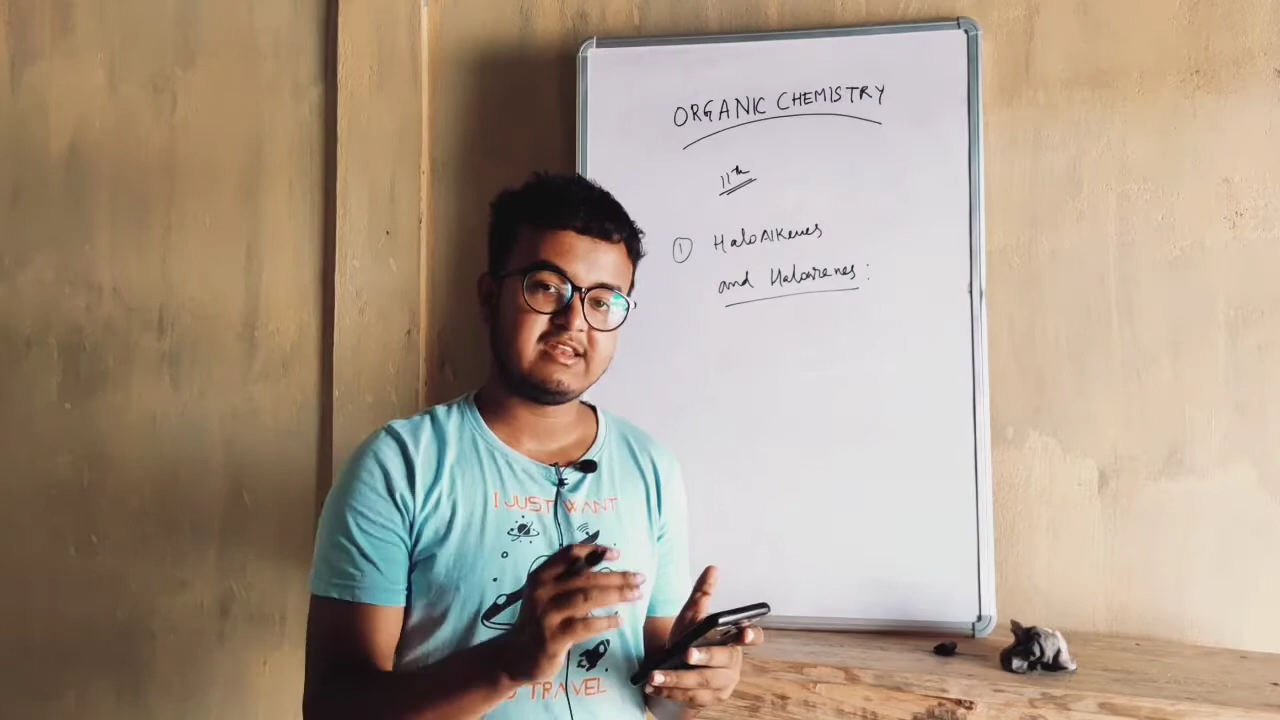 ORGANIC CHEMISTRY
11th
① HaloAlkenes
and Haloarenes:
I JUST WANT
TRAVEL